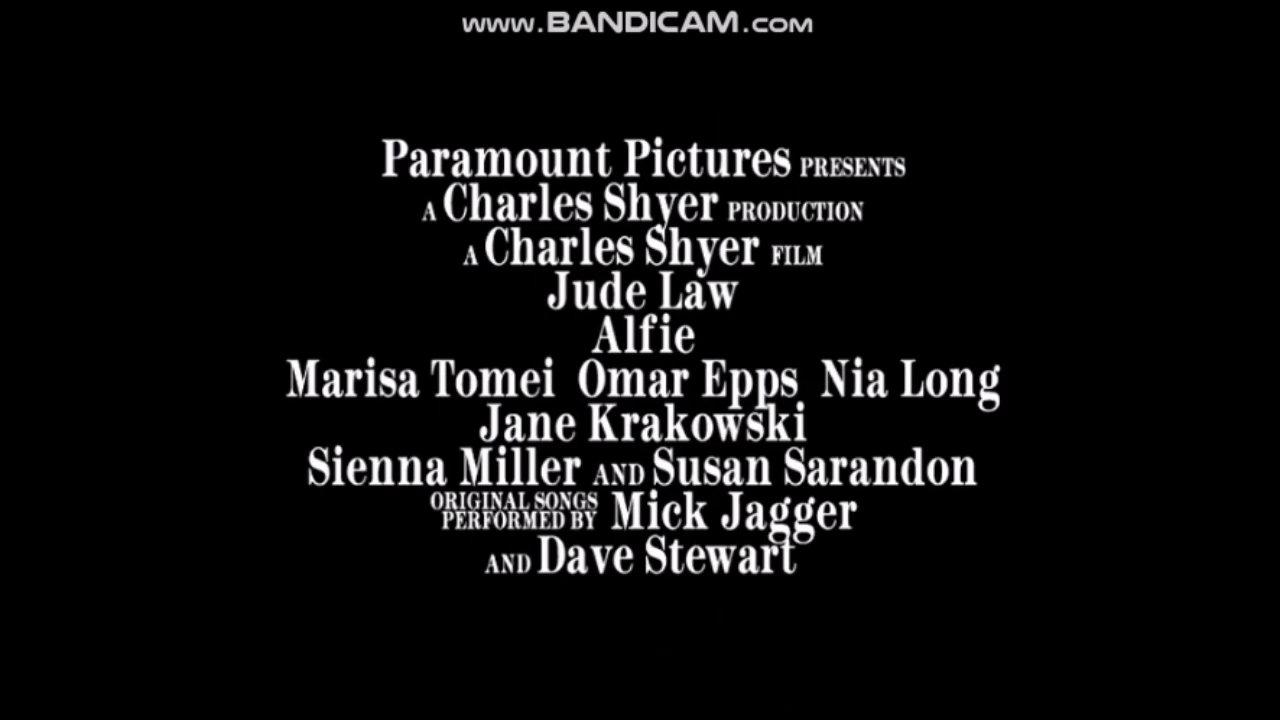 www.BANDICAM.com
Paramount Pictures PRESENTS
A Charles Shyer PRODUCTION
A Charles Shyer FILM
Jude Law
Alfie
Marisa Tomei Omar Epps Nia Long
Jane Krakowski
Sienna Miller AND Susan Sarandon
ORIGINAL SONGS PERFORMED BY Mick Jagger
AND Dave Stewart